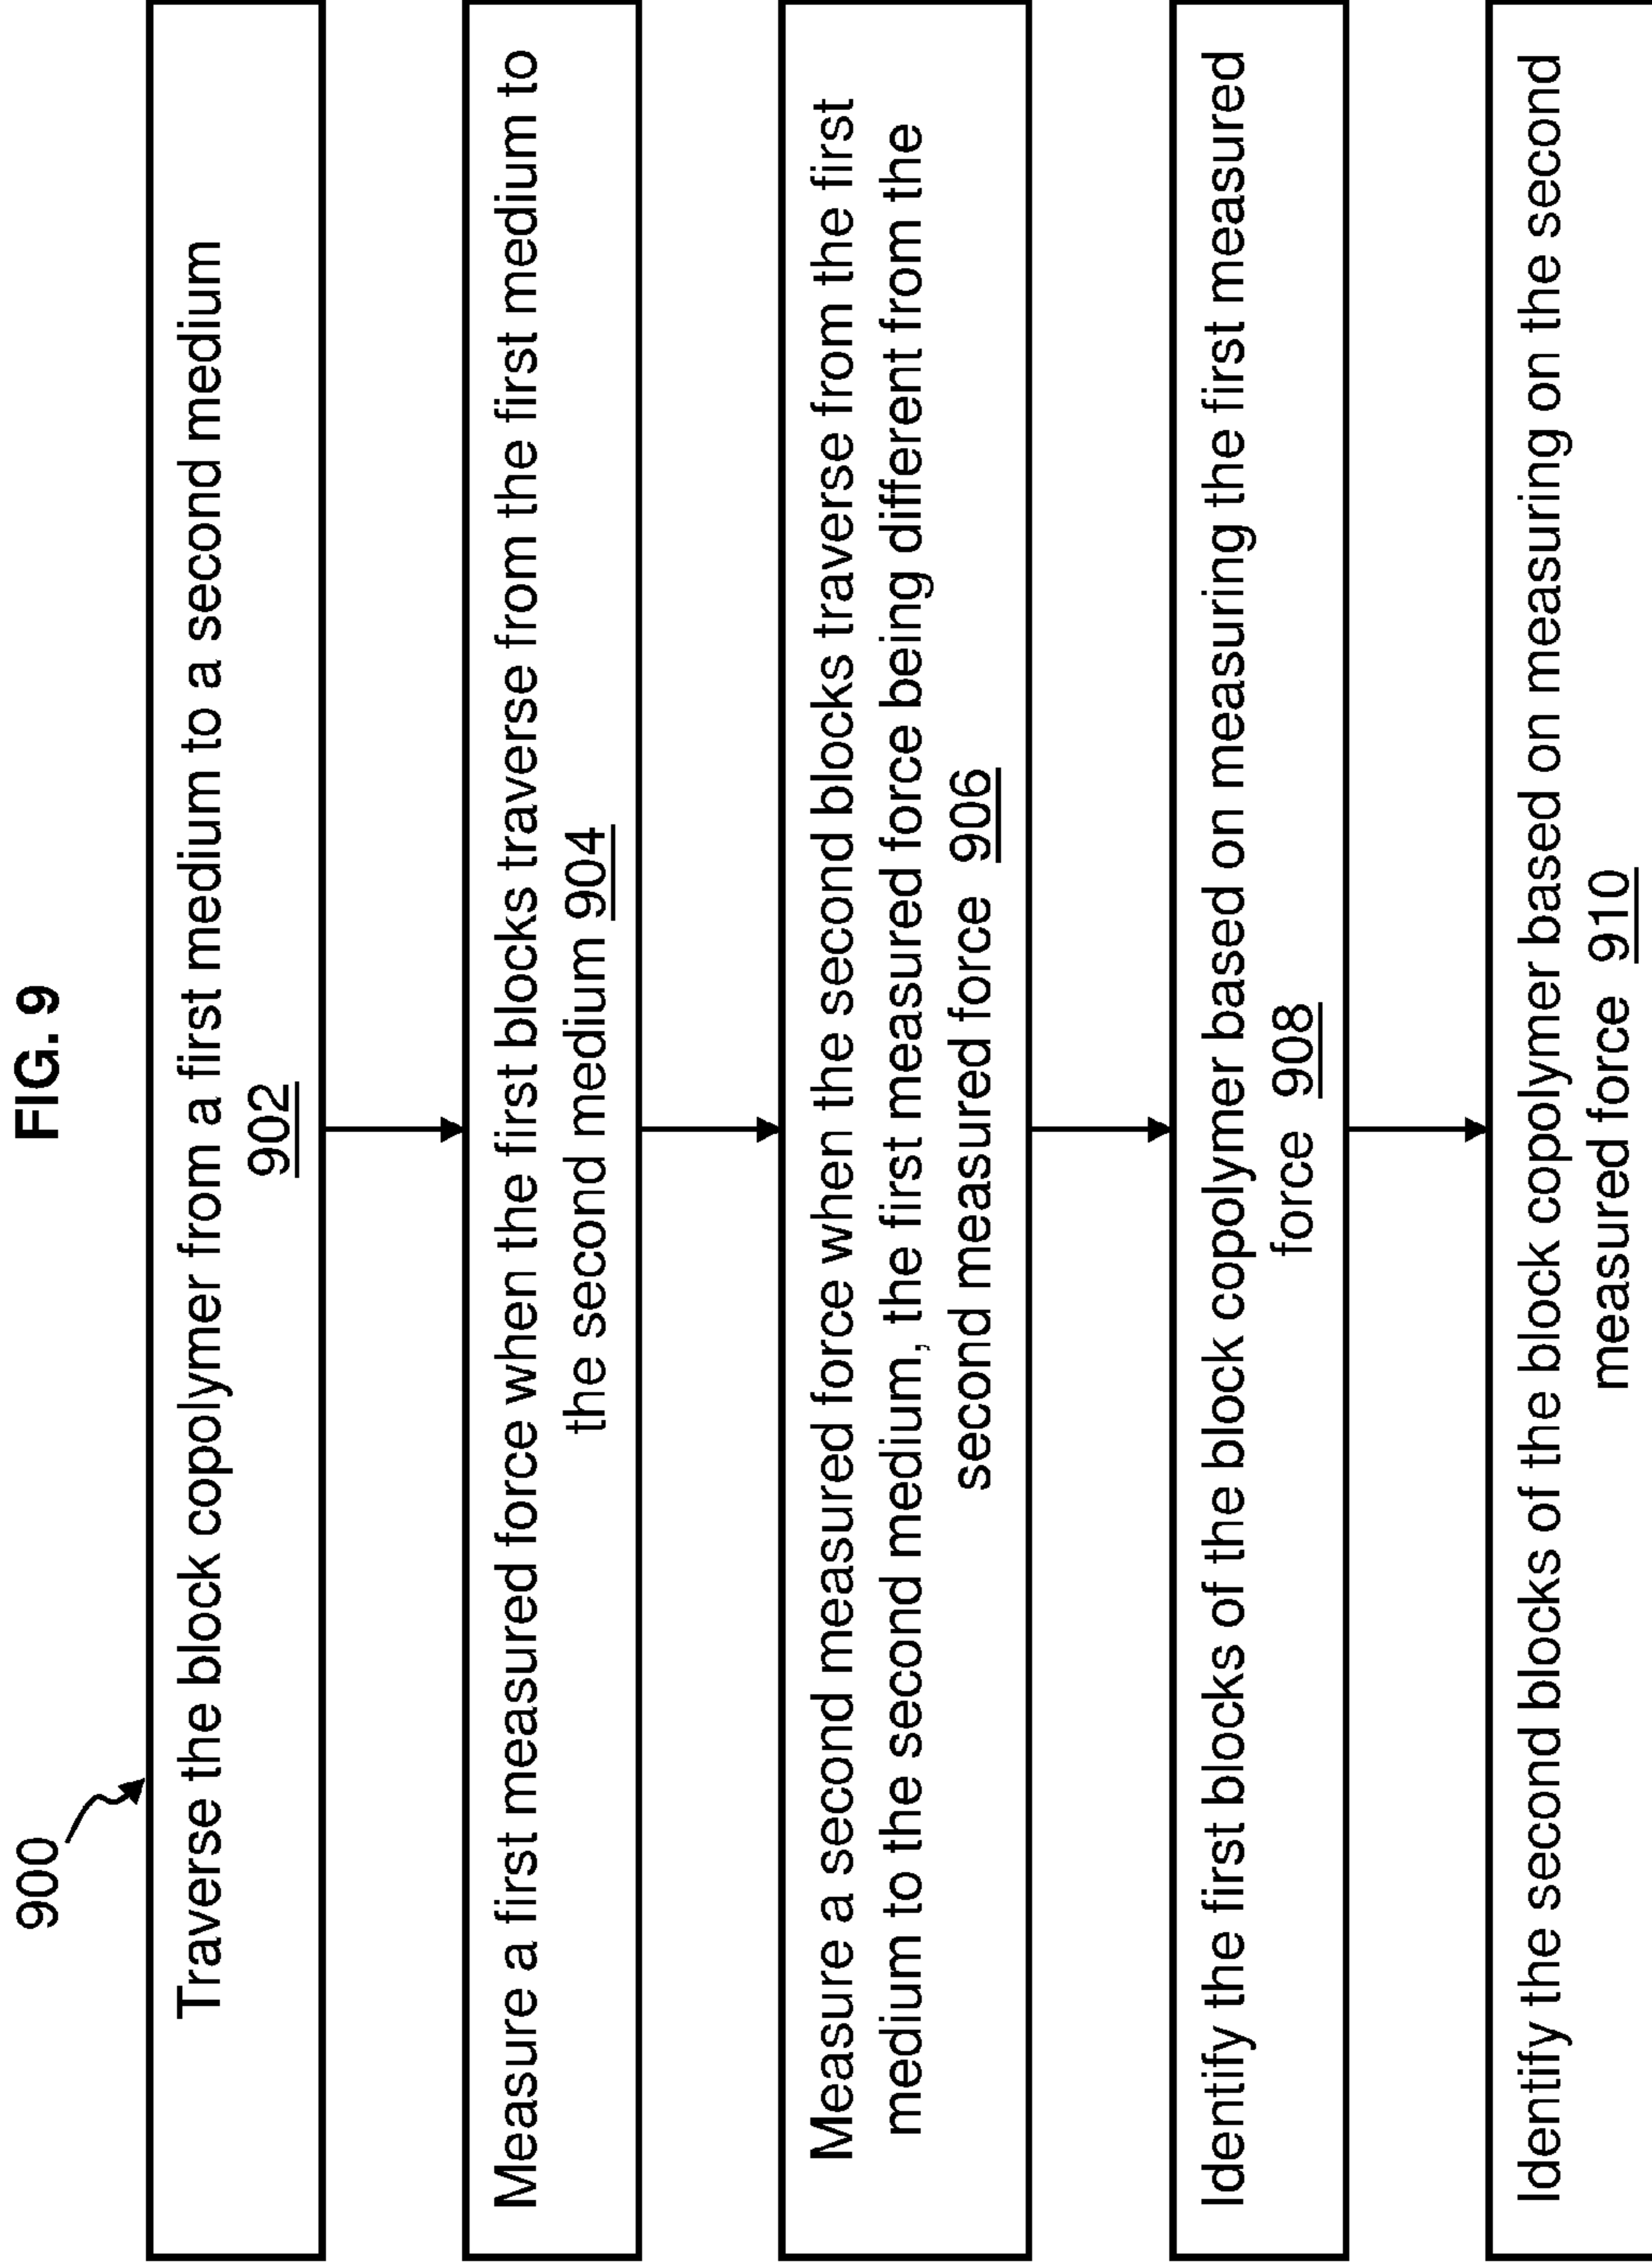 FIG. 9
900
Traverse the block copolymer from a first medium to a second medium
902
Measure a first measured force when the first blocks traverse from the first medium to
the second medium 904
Measure a second measured force when the second blocks traverse from the first
medium to the second medium, the first measured force being different from the
second measured force 906
Identify the first blocks of the block copolymer based on measuring the first measured
force 908
Identify the second blocks of the block copolymer based on measuring on the second
measured force 910